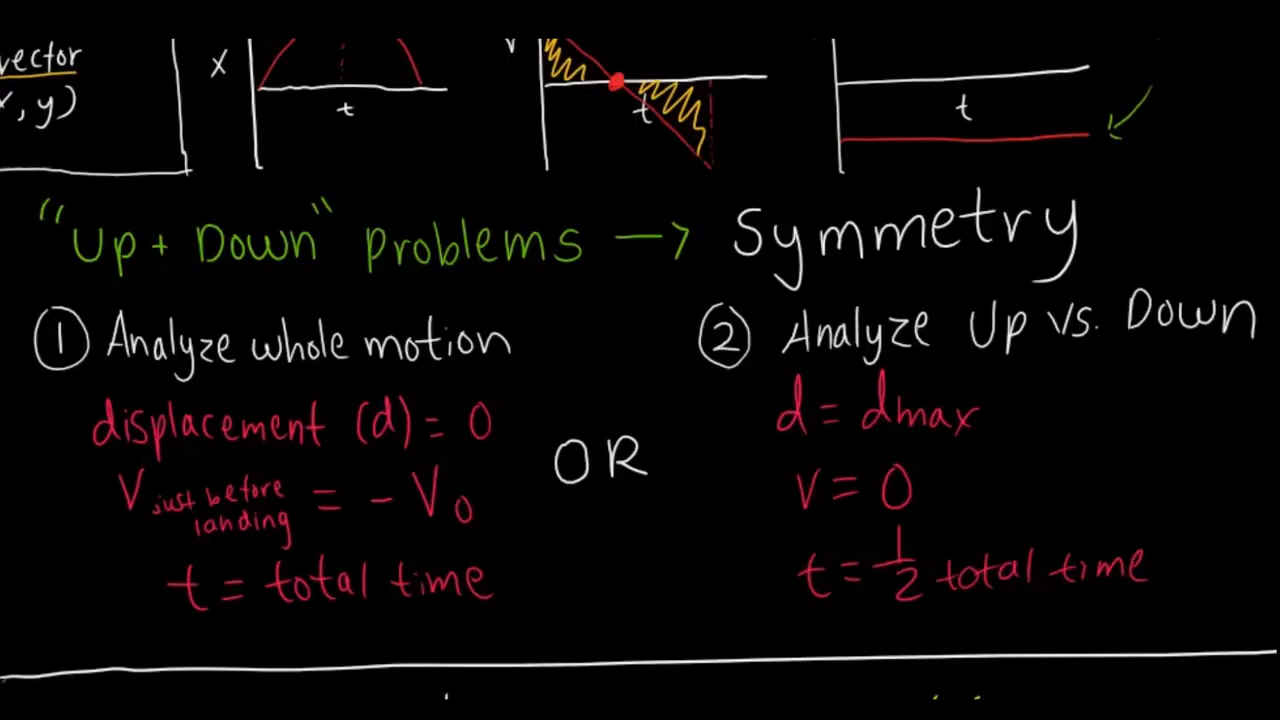 vector
x, y)
x
t
v
t
t
"Up + Down" Problems → Symmetry
① Analyze whole motion
displacement (d) = 0
V just before landing = - V₀
t = total time
OR
② Analyze Up vs. Down
d = dmax
v = 0
t = ½ total time